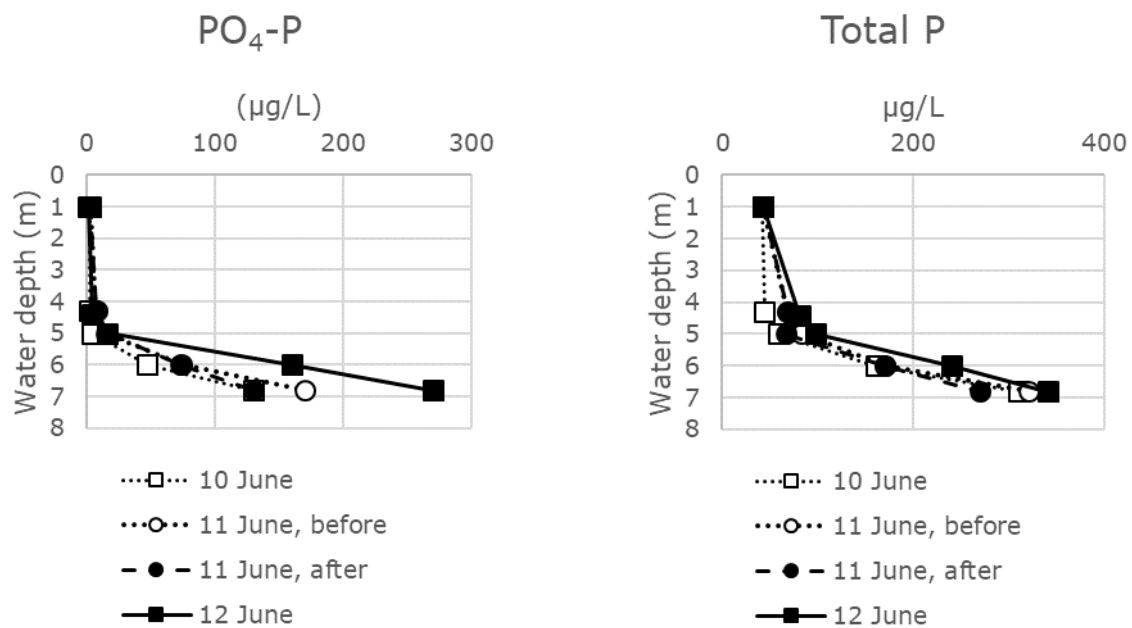 PO₄-P
(µg/L)
0 100 200 300
Water depth (m)
0
1
2
3
4
5
6
7
8
10 June
11 June, before
11 June, after
12 June
Total P
µg/L
0 200 400
Water depth (m)
0
1
2
3
4
5
6
7
8
10 June
11 June, before
11 June, after
12 June